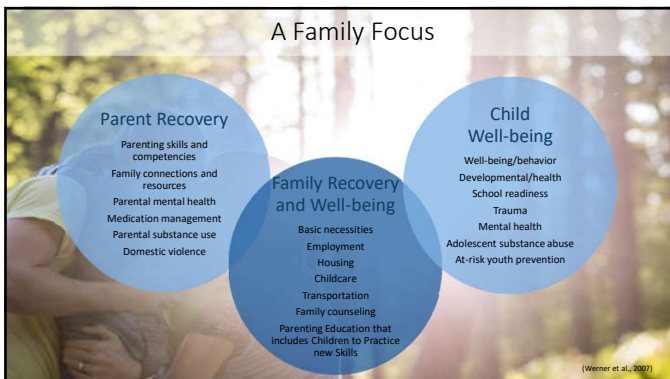 A Family Focus
Parent Recovery
Parenting skills and
competencies
Family connections and
resources
Parental mental health
Medication management
Parental substance use
Domestic violence
Family Recovery
and Well-being
Basic necessities
Employment
Housing
Childcare
Transportation
Family counseling
Parenting Education that
includes Children to Practice
new Skills
Child
Well-being
Well-being/behavior
Developmental/health
School readiness
Trauma
Mental health
Adolescent substance abuse
At-risk youth prevention
(Werner et al., 2007)